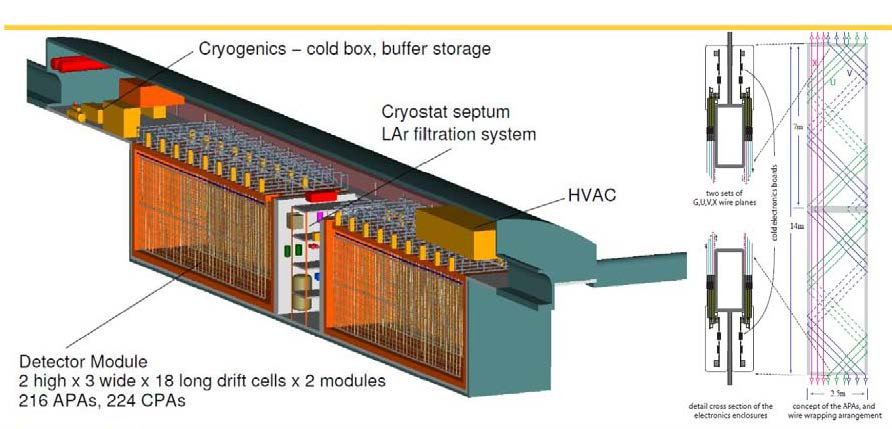 Cryogenics – cold box, buffer storage
Cryostat septum
LAr filtration system
HVAC
Detector Module
2 high x 3 wide x 18 long drift cells x 2 modules
216 APAs, 224 CPAs
two sets of
G,U,V,X wire planes
cold electronics boards
detail cross section of the
electronics enclosures
X
V
U
7m
14m
2.5m
concept of the APAs, and
wire wrapping arrangement